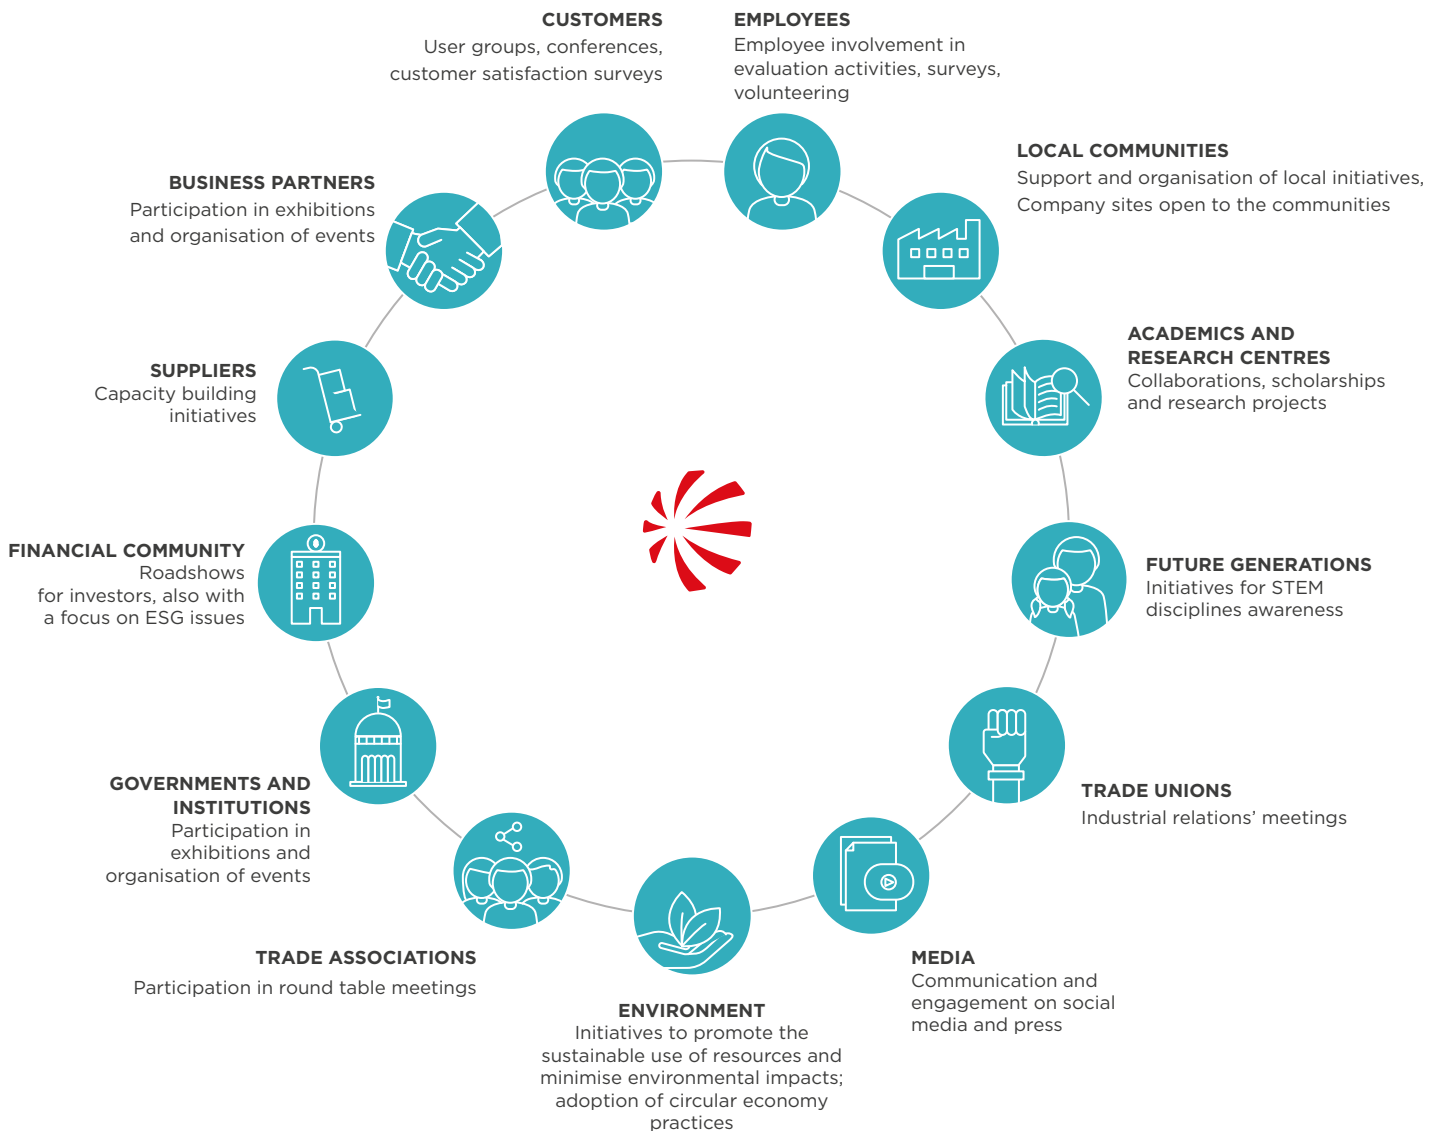 CUSTOMERS
User groups, conferences,
customer satisfaction surveys
EMPLOYEES
Employee involvement in
evaluation activities, surveys,
volunteering
LOCAL COMMUNITIES
Support and organisation of local initiatives,
Company sites open to the communities
BUSINESS PARTNERS
Participation in exhibitions
and organisation of events
ACADEMICS AND
RESEARCH CENTRES
Collaborations, scholarships
and research projects
SUPPLIERS
Capacity building
initiatives
FINANCIAL COMMUNITY
Roadshows
for investors, also with
a focus on ESG issues
FUTURE GENERATIONS
Initiatives for STEM
disciplines awareness
GOVERNMENTS AND
INSTITUTIONS
Participation in
exhibitions and
organisation of events
TRADE UNIONS
Industrial relations’ meetings
TRADE ASSOCIATIONS
Participation in round table meetings
MEDIA
Communication and
engagement on social
media and press
ENVIRONMENT
Initiatives to promote the
sustainable use of resources and
minimise environmental impacts;
adoption of circular economy
practices